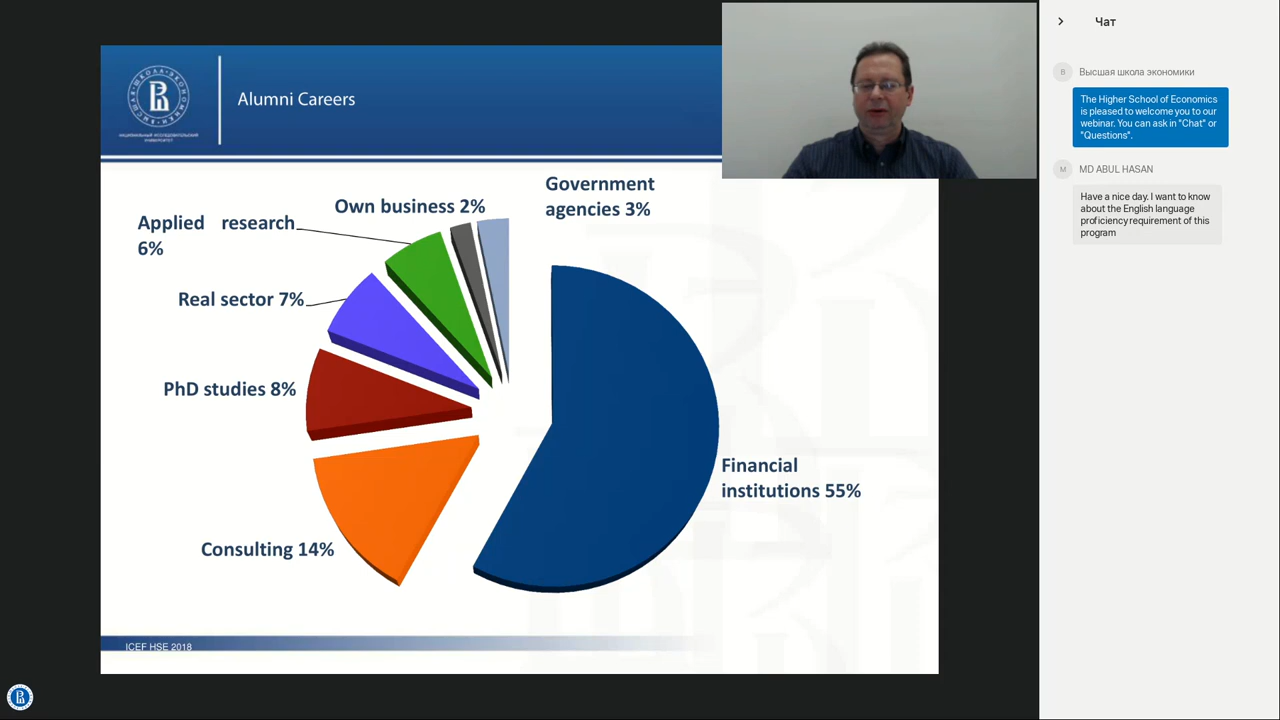 Alumni Careers
НАЦИОНАЛЬНЫЙ ИССЛЕДОВАТЕЛЬСКИЙ
УНИВЕРСИТЕТ
Government
agencies 3%
Own business 2%
Applied research
6%
Real sector 7%
PhD studies 8%
Financial
institutions 55%
Consulting 14%
ICEF HSE 2018
Чат
В
Высшая школа экономики
The Higher School of Economics
is pleased to welcome you to our
webinar. You can ask in "Chat" or
"Questions".
M
MD ABUL HASAN
Have a nice day. I want to know
about the English language
proficiency requirement of this
program